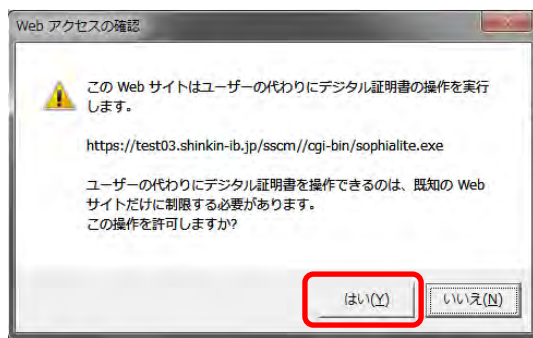 Web アクセスの確認
この Web サイトはユーザーの代わりにデジタル証明書の操作を実行
します。
https://test03.shinkin-ib.jp/sscm//cgi-bin/sophialite.exe
ユーザーの代わりにデジタル証明書を操作できるのは、既知の Web
サイトだけに制限する必要があります。
この操作を許可しますか?
はい(Y) いいえ(N)